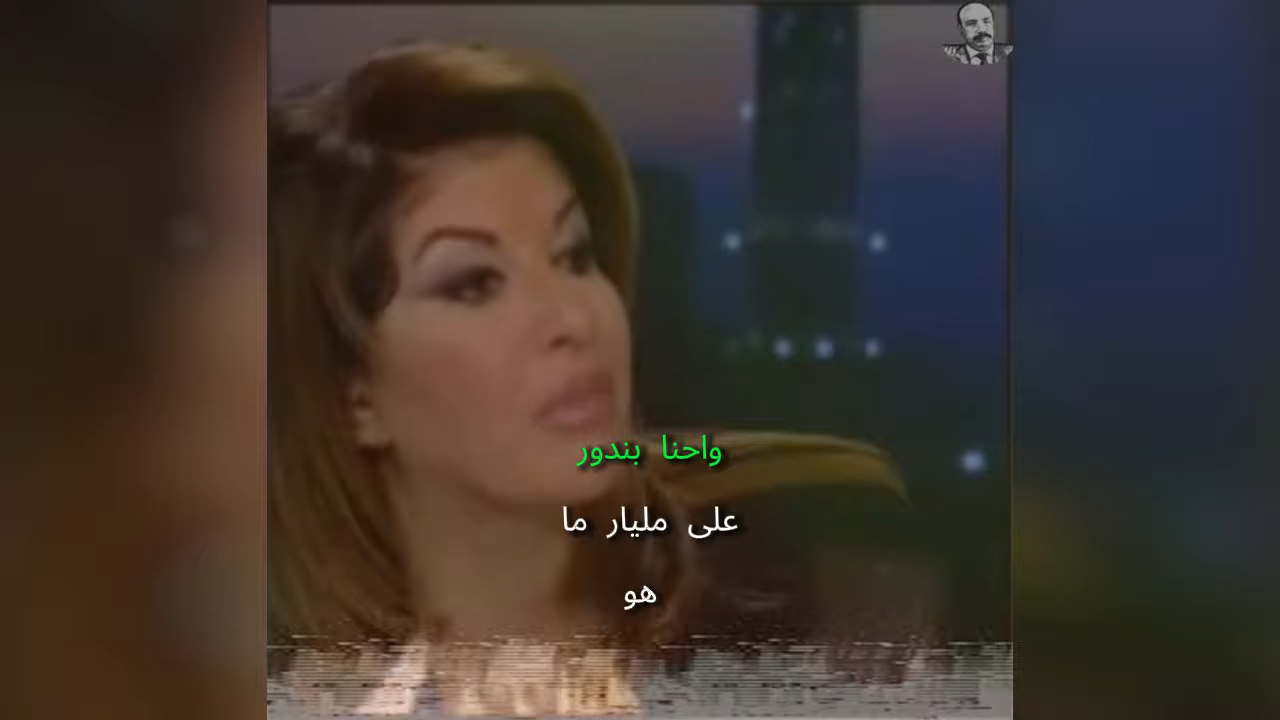 واحنا بندور
على مليار ما
هو